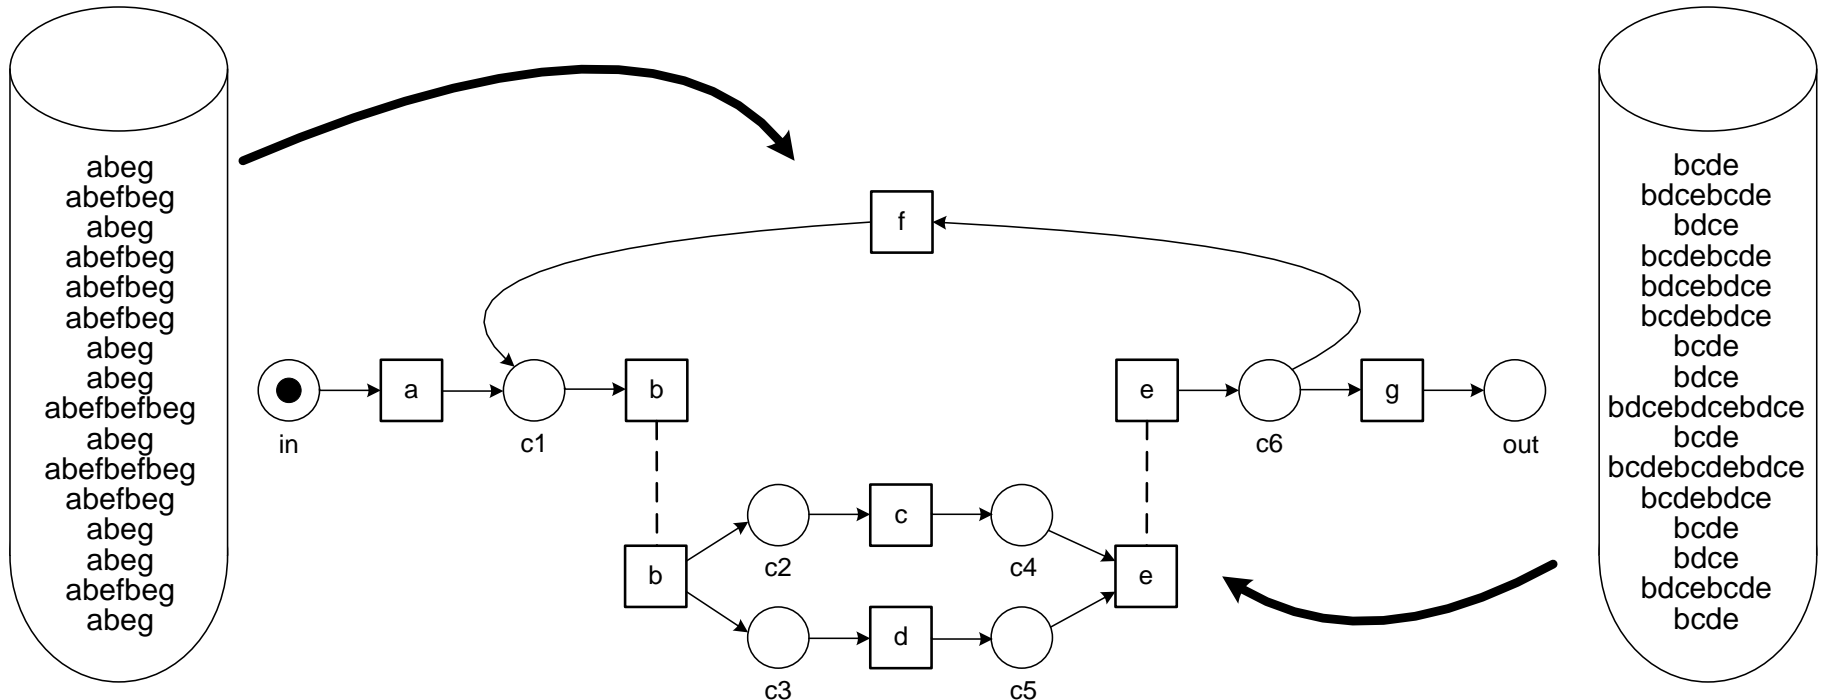 abeg
abefbeg
abeg
abefbeg
abefbeg
abefbeg
abeg
abeg
abefbefbeg
abeg
abefbefbeg
abefbeg
abeg
abeg
abefbeg
abeg
f
a
b
e
g
in
c1
c6
out
c
c2
c4
b
e
d
c3
c5
bcde
bdcebcde
bdce
bcdebcde
bdcebdce
bcdebdce
bcde
bdce
bdcebdcebdce
bcde
bcdebcdebdce
bcdebdce
bcde
bdce
bdcebcde
bcde